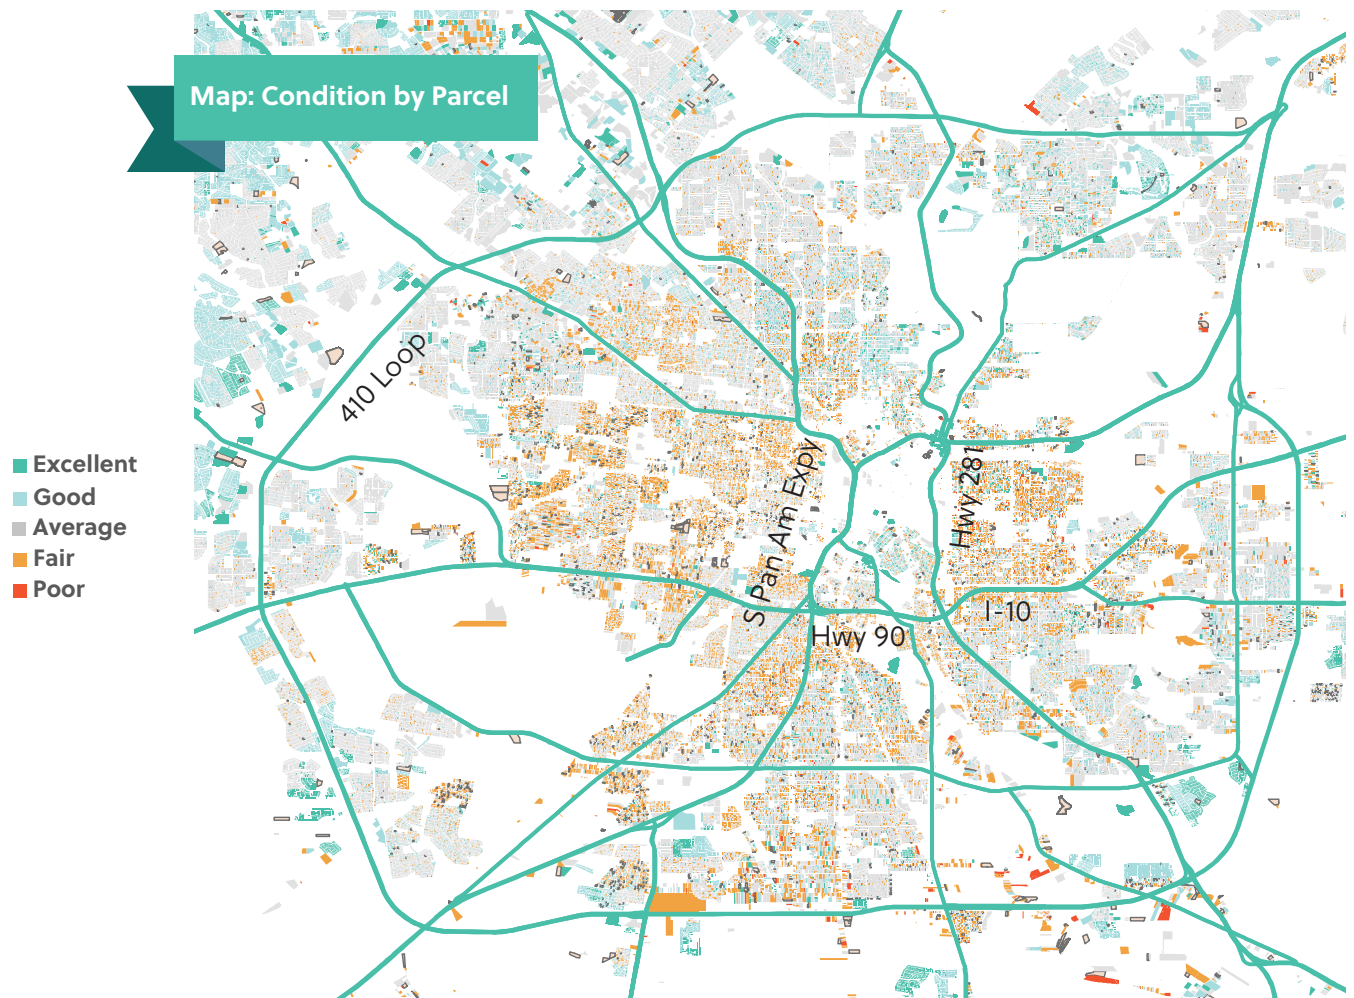 Map: Condition by Parcel
410 Loop
Excellent
Good
Average
Fair
Poor
S Pan Am Expy
Hwy 281
I-10
Hwy 90